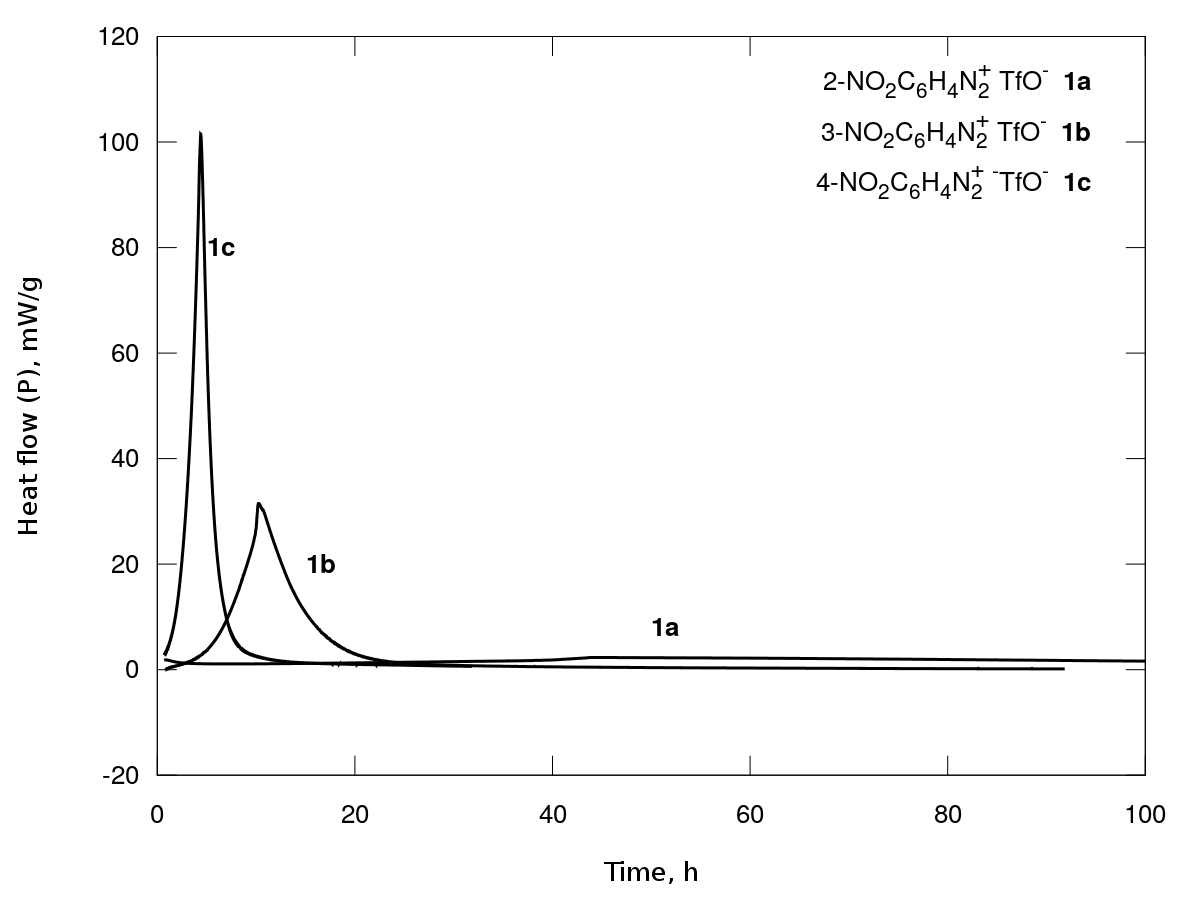 120
2-NO₂C₆H₄N₂⁺ TfO⁻ 1a
3-NO₂C₆H₄N₂⁺ TfO⁻ 1b
4-NO₂C₆H₄N₂⁺ ⁻TfO⁻ 1c
100
80
60
40
20
0
-20
1c
1b
1a
Heat flow (P), mW/g
0 20 40 60 80 100
Time, h